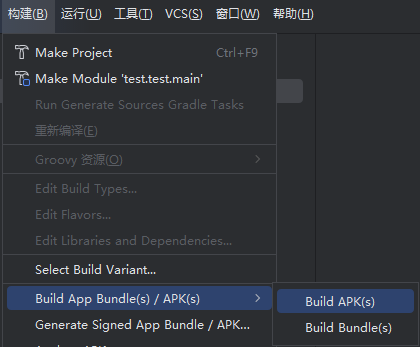 构建(B) 运行(U) 工具(T) VCS(S) 窗口(W) 帮助(H)
Make Project Ctrl+F9
Make Module 'test.test.main'
Run Generate Sources Gradle Tasks
重新编译(E)
Groovy 资源(O)
Edit Build Types...
Edit Flavors...
Edit Libraries and Dependencies...
Select Build Variant...
Build App Bundle(s) / APK(s)
Build APK(s)
Generate Signed App Bundle / APK...
Build Bundle(s)